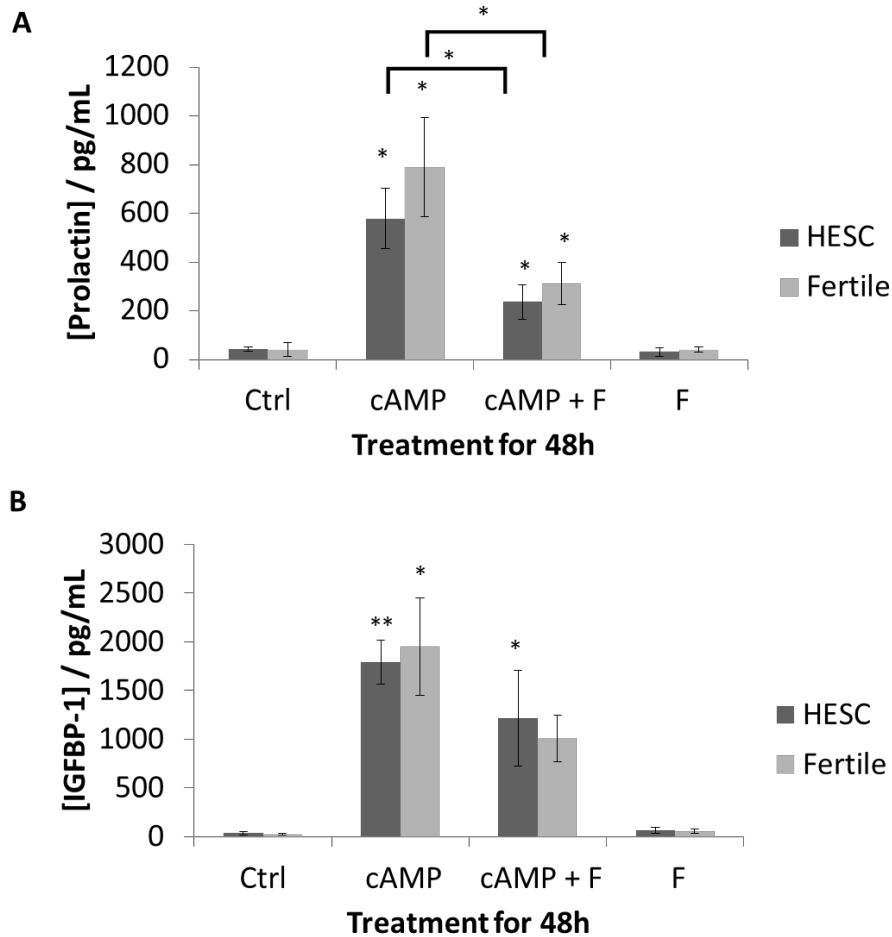 A
*
*
*
*
*
*
1200
1000
800
600
400
200
0
[Prolactin] / pg/mL
HESC
Fertile
Ctrl cAMP cAMP + F F
Treatment for 48h
B
3000
2500
2000
1500
1000
500
0
[IGFBP-1] / pg/mL
**
*
*
HESC
Fertile
Ctrl cAMP cAMP + F F
Treatment for 48h